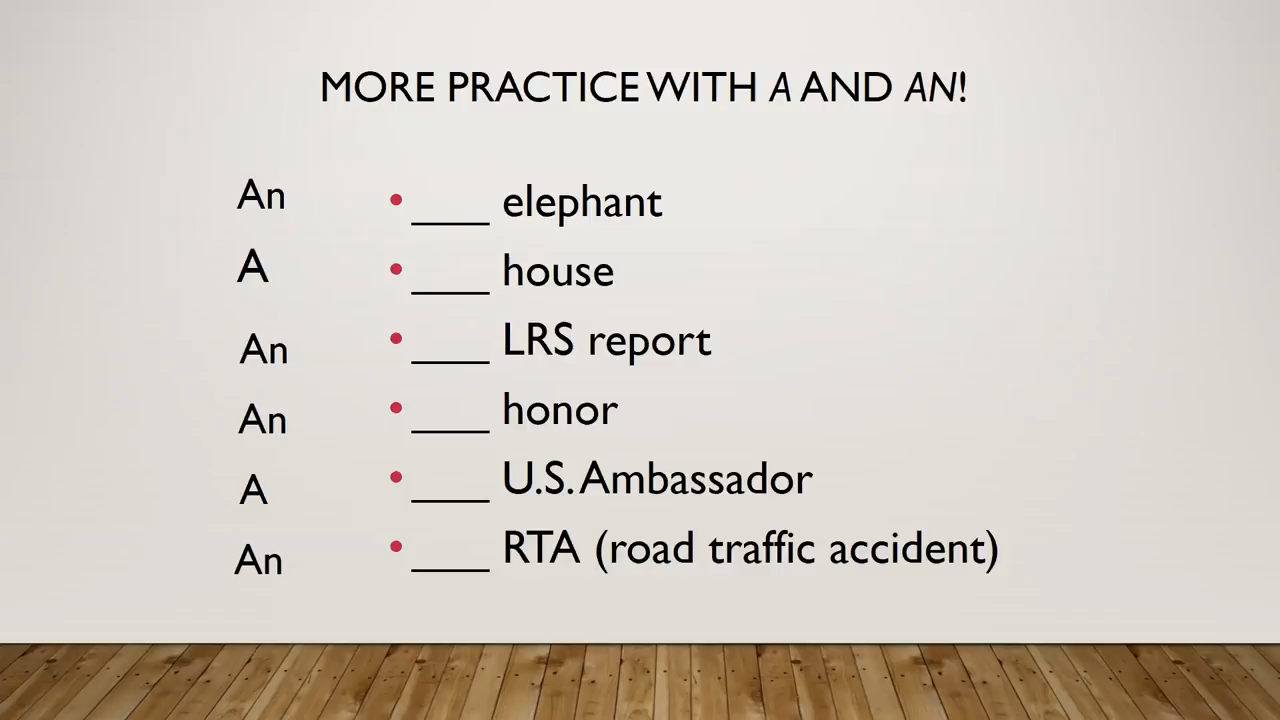 MORE PRACTICE WITH A AND AN!
An • ____ elephant
A • ____ house
An • ____ LRS report
An • ____ honor
A • ____ U.S. Ambassador
An • ____ RTA (road traffic accident)